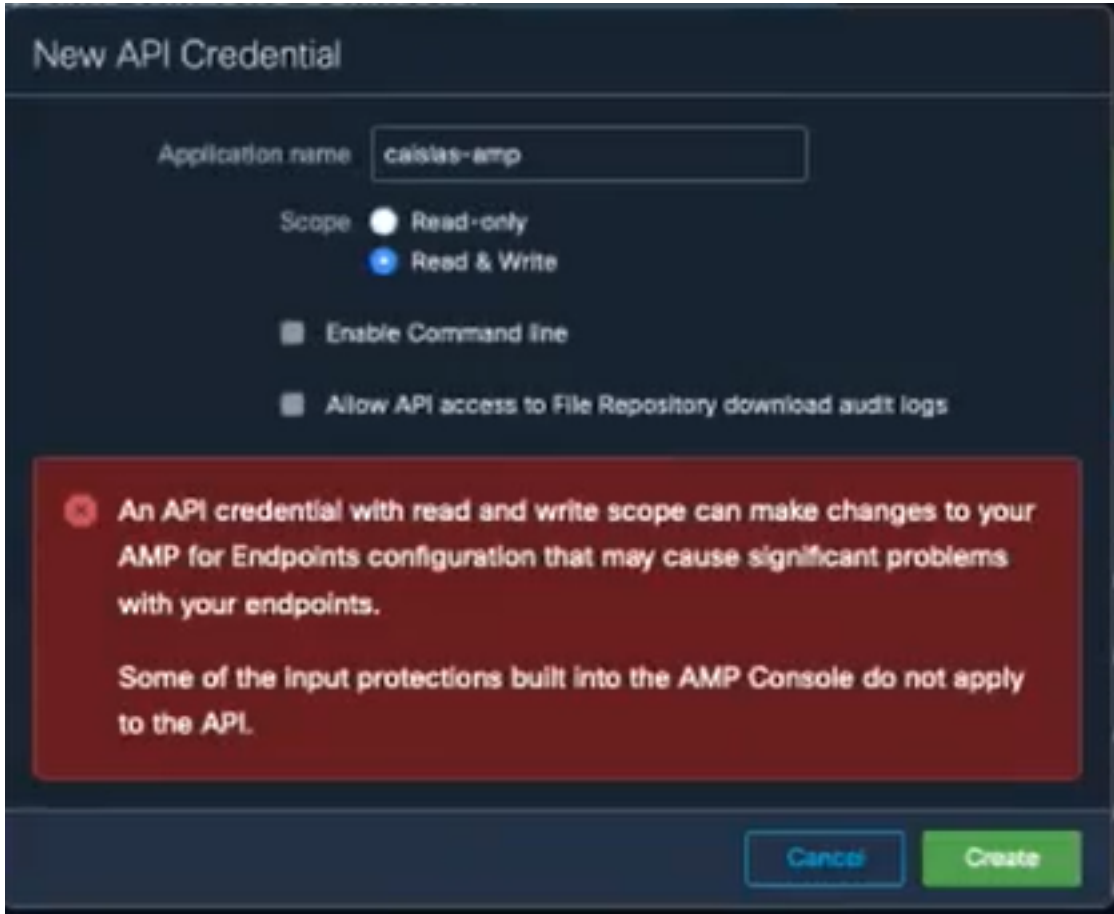 New API Credential
Application name
caislas-amp
Scope
Read-only
Read & Write
Enable Command line
Allow API access to File Repository download audit logs
An API credential with read and write scope can make changes to your
AMP for Endpoints configuration that may cause significant problems
with your endpoints.
Some of the input protections built into the AMP Console do not apply
to the API.
Cancel
Create